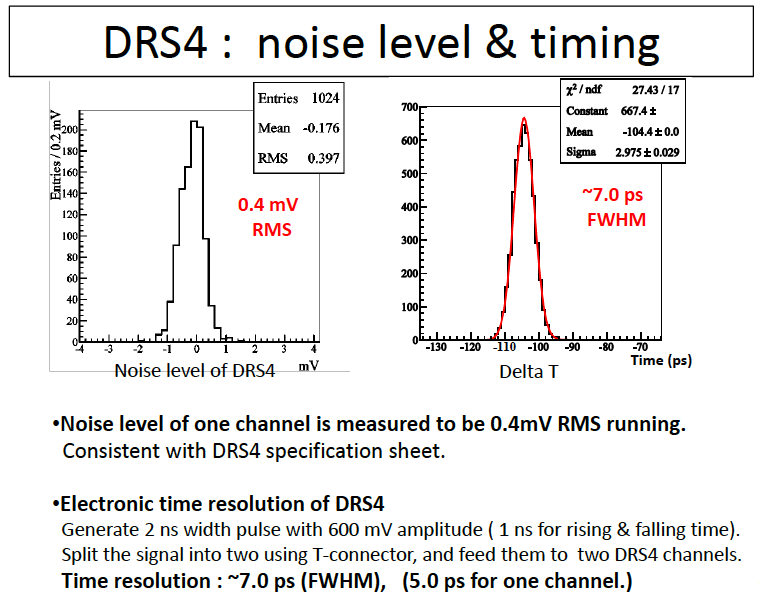 DRS4 : noise level & timing
Entries 1024
Mean -0.176
RMS 0.397
Entries / 0.2 mV
200
180
160
140
120
100
80
60
40
20
0
-4 -3 -2 -1 0 1 2 3 4
mV
0.4 mV
RMS
Noise level of DRS4
χ² / ndf 27.43 / 17
Constant 667.4 ±
Mean -104.4 ± 0.0
Sigma 2.975 ± 0.029
700
600
500
400
300
200
100
0
-130 -120 -110 -100 -90 -80 -70
Time (ps)
~7.0 ps
FWHM
Delta T
•Noise level of one channel is measured to be 0.4mV RMS running.
Consistent with DRS4 specification sheet.
•Electronic time resolution of DRS4
Generate 2 ns width pulse with 600 mV amplitude ( 1 ns for rising & falling time).
Split the signal into two using T-connector, and feed them to two DRS4 channels.
Time resolution : ~7.0 ps (FWHM), (5.0 ps for one channel.)